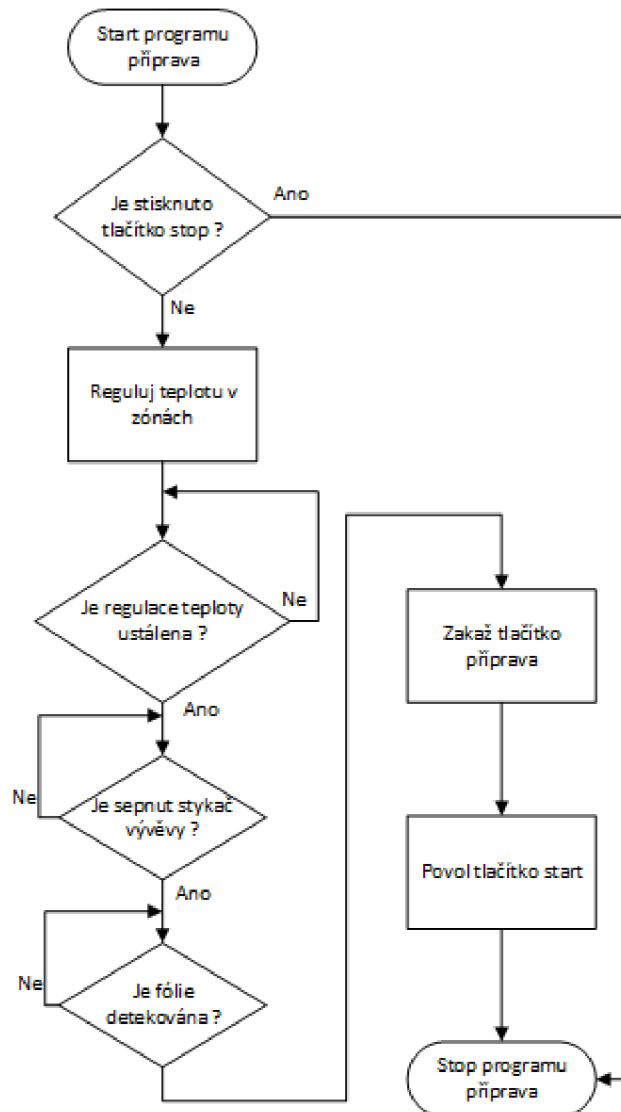 Start programu
příprava
Je stisknuto
tlačítko stop ?
Ano
Ne
Reguluj teplotu v
zónách
Je regulace teploty
ustálena ?
Ne
Ano
Je sepnut stykač
vývěvy ?
Ne
Ano
Je fólie
detekována ?
Ne
Zakaž tlačítko
příprava
Povol tlačítko start
Stop programu
příprava